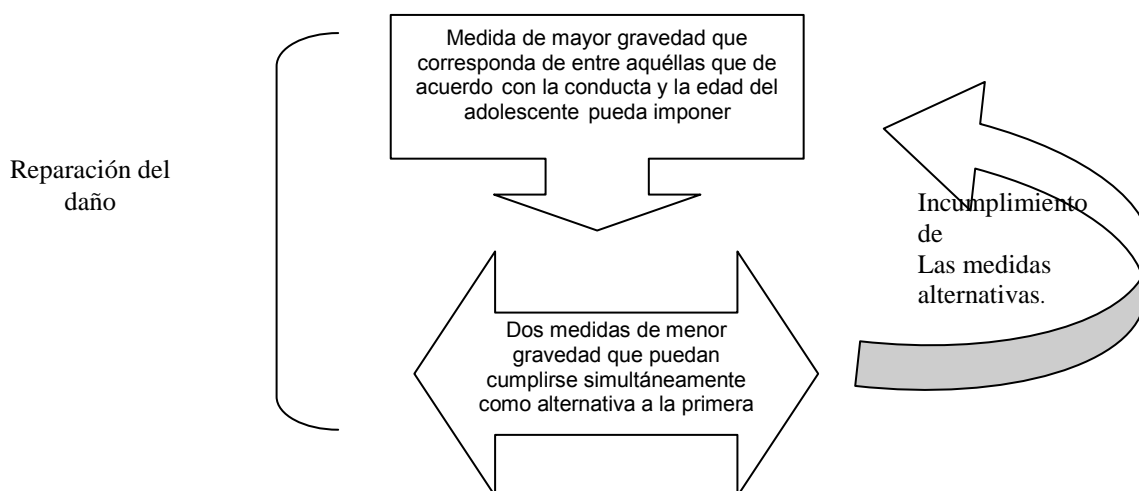 Medida de mayor gravedad que
corresponda de entre aquéllas que de
acuerdo con la conducta y la edad del
adolescente pueda imponer
Reparación del
daño
Incumplimiento
de
Las medidas
alternativas.
Dos medidas de menor
gravedad que puedan
cumplirse simultáneamente
como alternativa a la primera